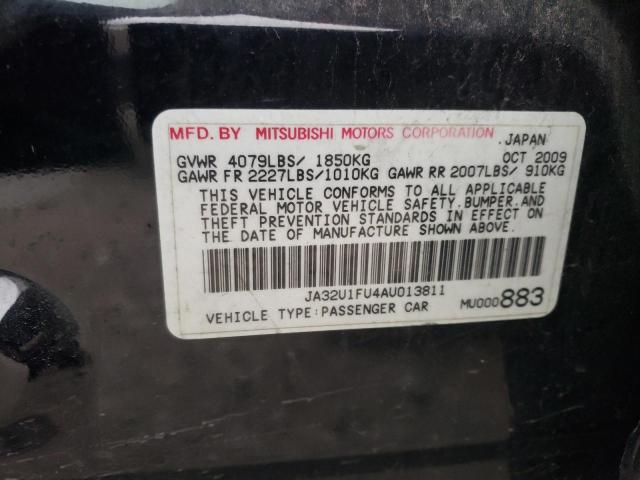 MFD. BY MITSUBISHI MOTORS CORPORATION
JAPAN
GVWR 4079LBS/ 1850KG OCT 2009
GAWR FR 2227LBS/1010KG GAWR RR 2007LBS/ 910KG
THIS VEHICLE CONFORMS TO ALL APPLICABLE
FEDERAL MOTOR VEHICLE SAFETY, BUMPER, AND
THEFT PREVENTION STANDARDS IN EFFECT ON
THE DATE OF MANUFACTURE SHOWN ABOVE.
JA32U1FU4AU013811
VEHICLE TYPE:PASSENGER CAR MU000883